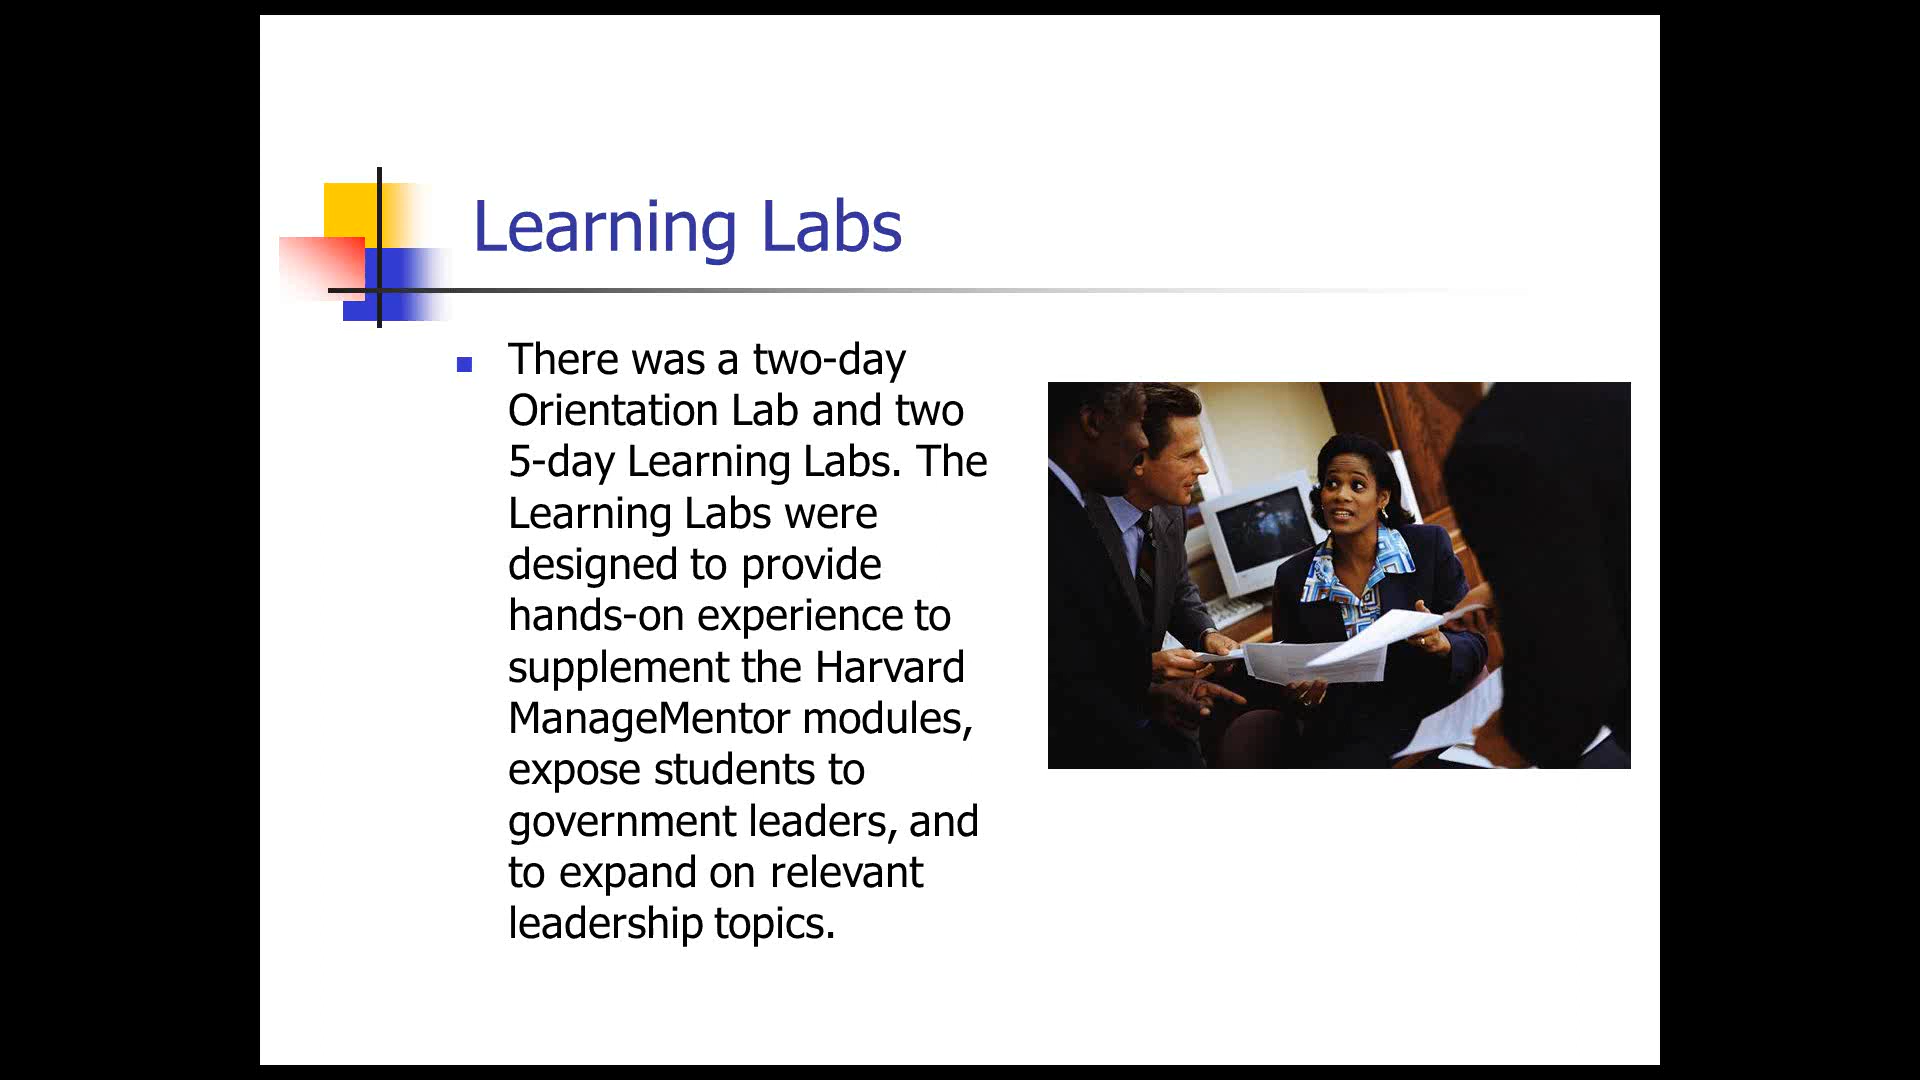 Learning Labs
There was a two-day
Orientation Lab and two
5-day Learning Labs. The
Learning Labs were
designed to provide
hands-on experience to
supplement the Harvard
ManageMentor modules,
expose students to
government leaders, and
to expand on relevant
leadership topics.